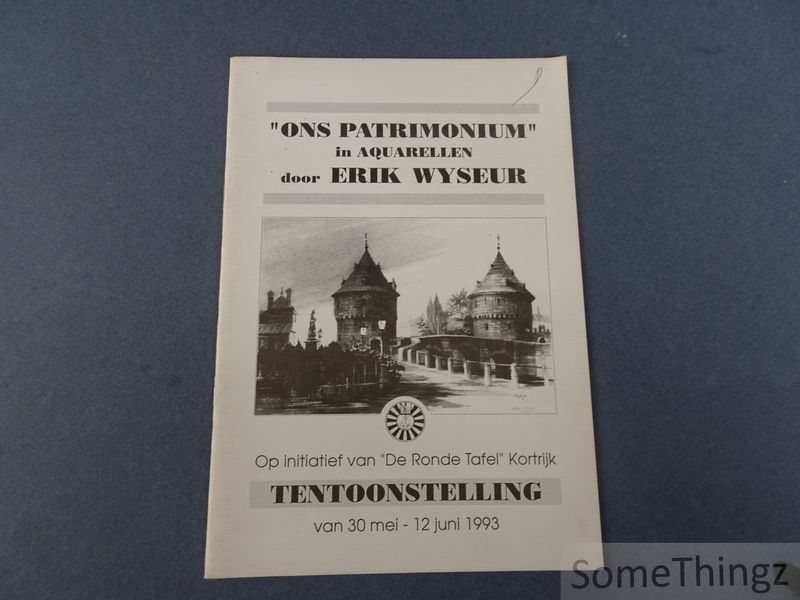 "ONS PATRIMONIUM"
in AQUARELLEN
door ERIK WYSEUR
Op initiatief van "De Ronde Tafel" Kortrijk
TENTOONSTELLING
van 30 mei - 12 juni 1993
SomeThingz